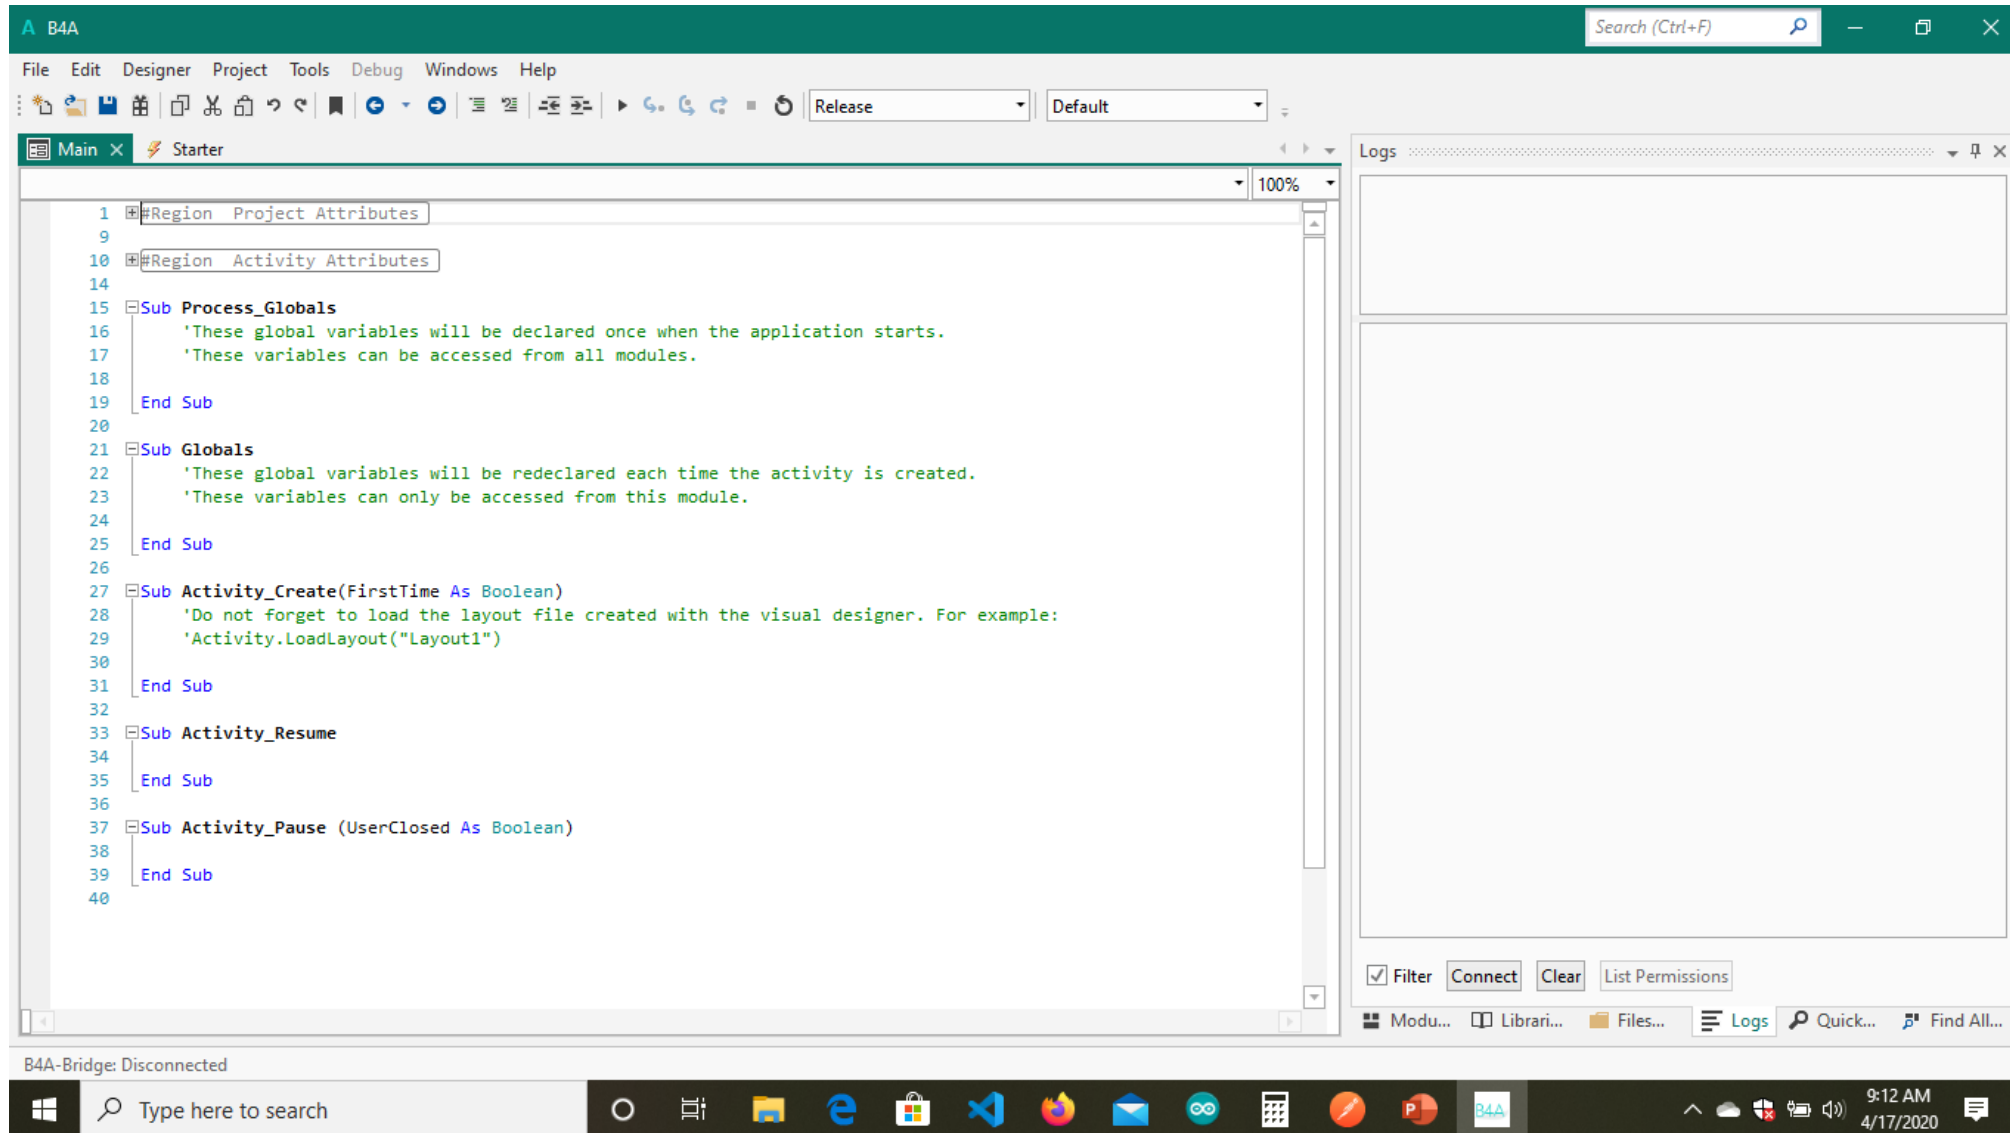 A B4A
Search (Ctrl+F)
File Edit Designer Project Tools Debug Windows Help
Release Default
Main Starter
100%
1 #Region  Project Attributes
9
10 #Region  Activity Attributes
14
15 Sub Process_Globals
16 'These global variables will be declared once when the application starts.
17 'These variables can be accessed from all modules.
18
19 End Sub
20
21 Sub Globals
22 'These global variables will be redeclared each time the activity is created.
23 'These variables can only be accessed from this module.
24
25 End Sub
26
27 Sub Activity_Create(FirstTime As Boolean)
28 'Do not forget to load the layout file created with the visual designer. For example:
29 'Activity.LoadLayout("Layout1")
30
31 End Sub
32
33 Sub Activity_Resume
34
35 End Sub
36
37 Sub Activity_Pause (UserClosed As Boolean)
38
39 End Sub
40
Logs
Filter Connect Clear List Permissions
Modu... Librari... Files... Logs Quick... Find All...
B4A-Bridge: Disconnected
Type here to search
P
B4A
9:12 AM
4/17/2020